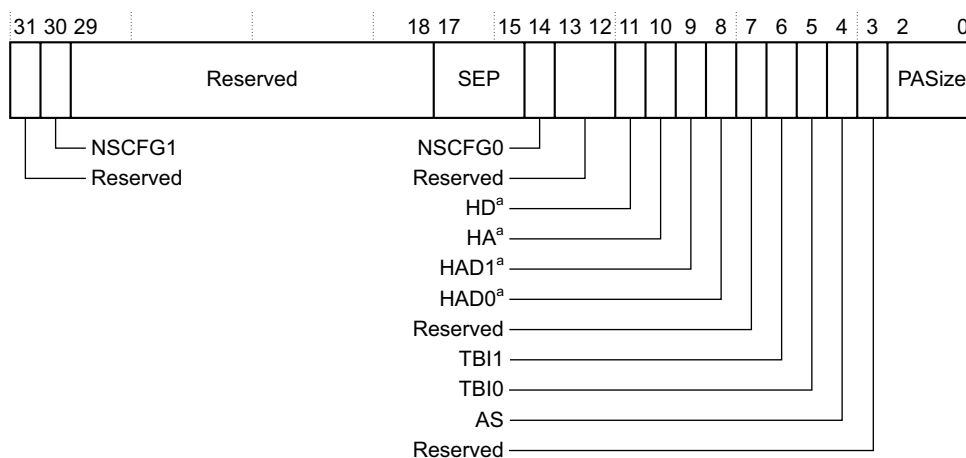 31 30 29 18 17 15 14 13 12 11 10 9 8 7 6 5 4 3 2 0
Reserved SEP PASize
NSCFG1 NSCFG0
Reserved Reserved
HDᵃ
HAᵃ
HAD1ᵃ
HAD0ᵃ
Reserved
TBI1
TBI0
AS
Reserved